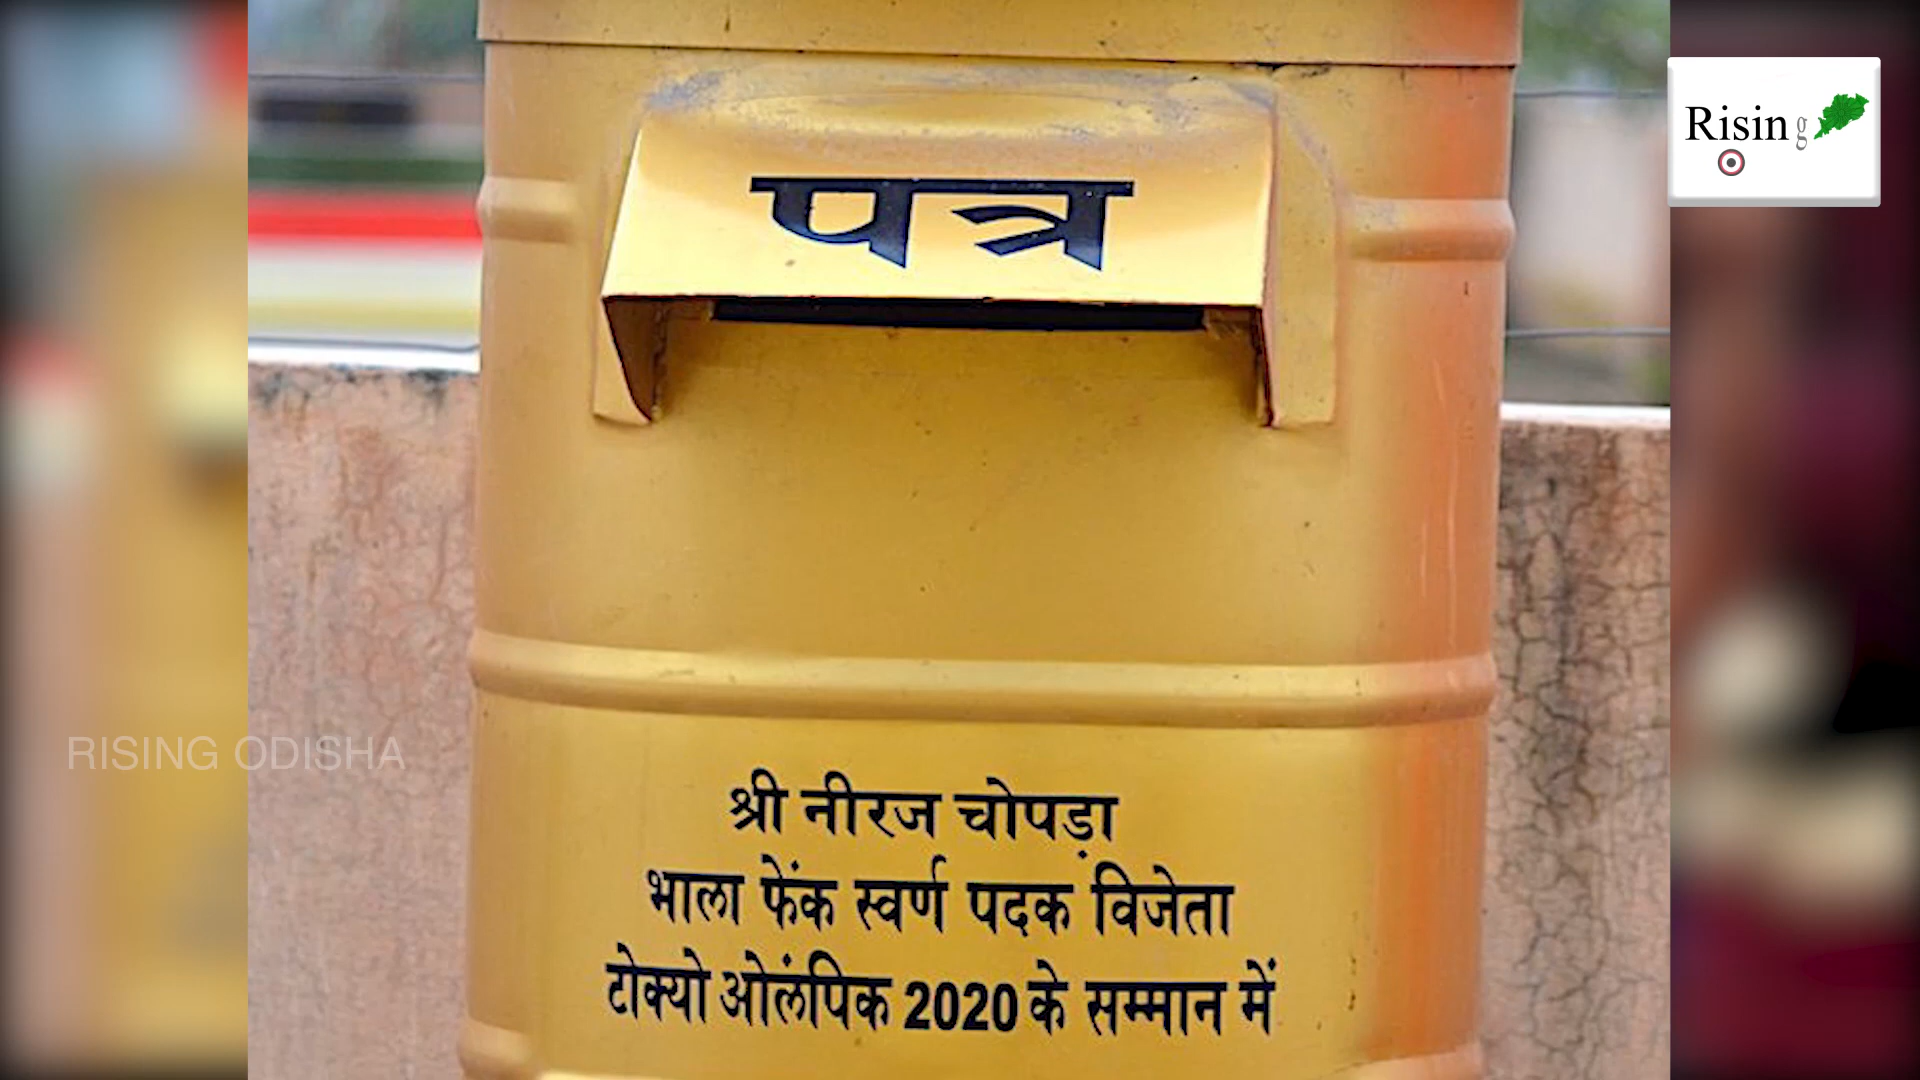 पत्र
Rising
RISING ODISHA
श्री नीरज चोपड़ा
भाला फेंक स्वर्ण पदक विजेता
टोक्यो ओलंपिक 2020 के सम्मान में